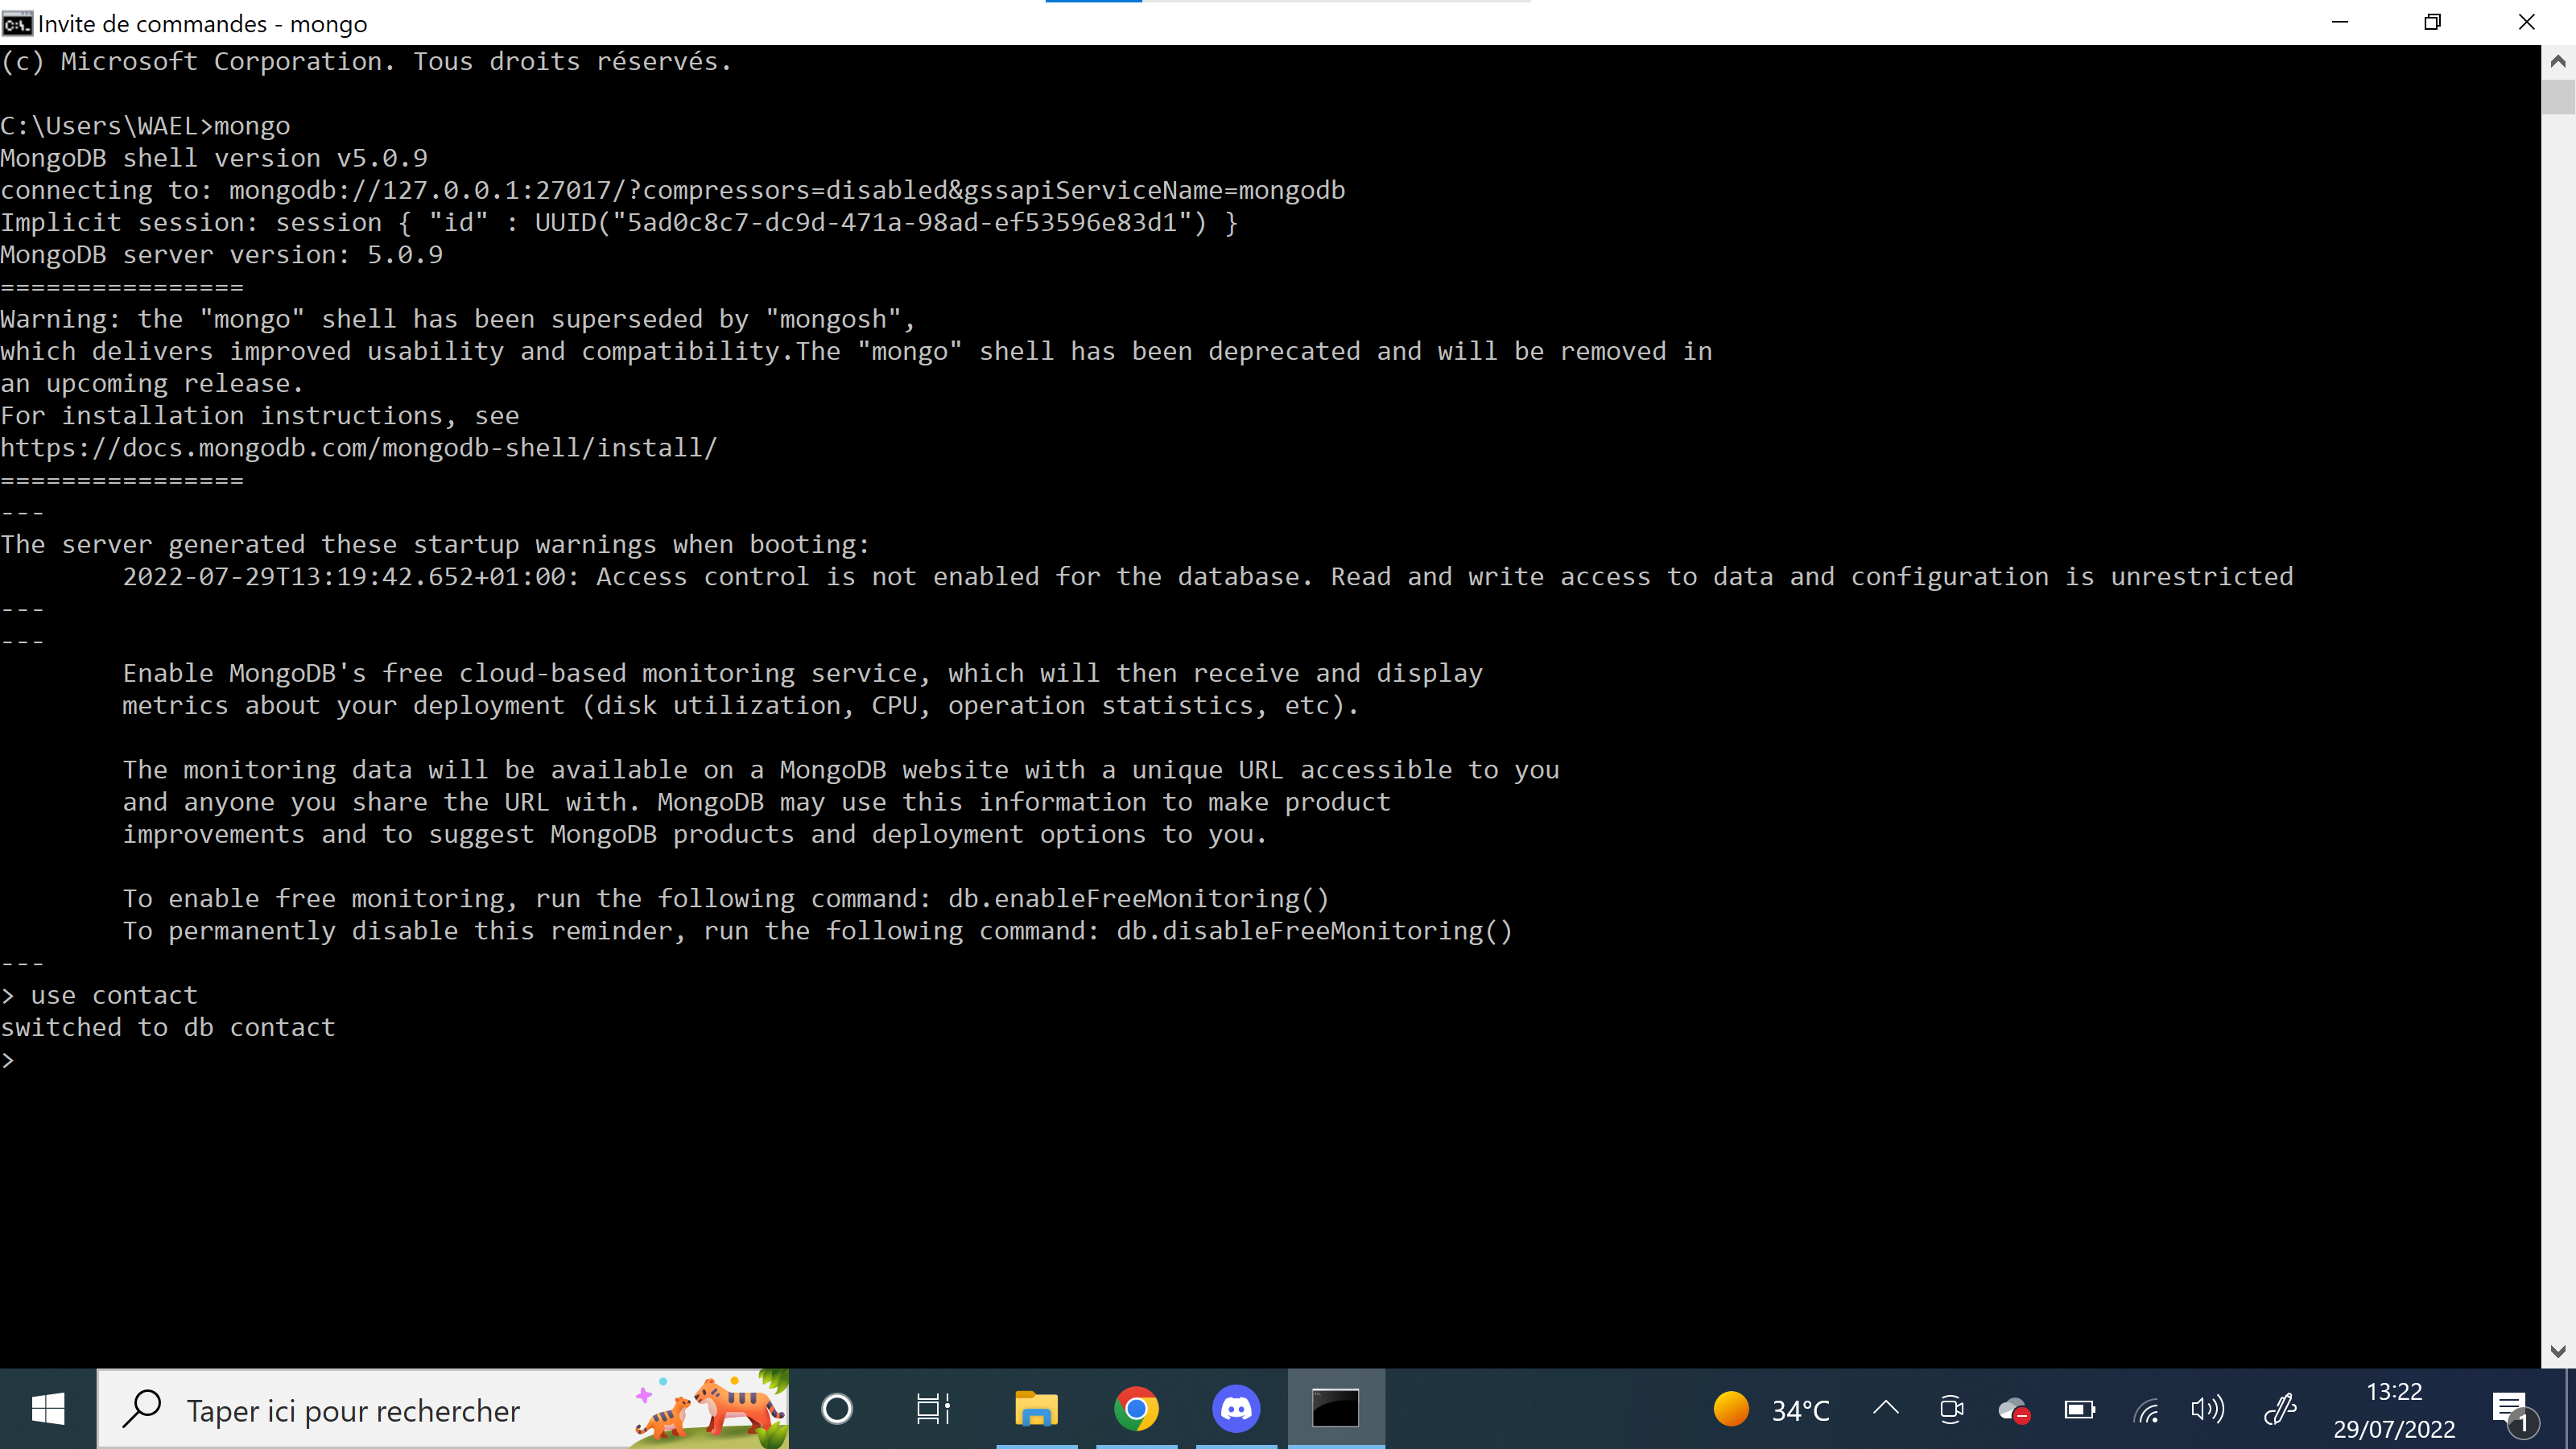 Invite de commandes - mongo
(c) Microsoft Corporation. Tous droits réservés.
C:\Users\WAEL>mongo
MongoDB shell version v5.0.9
connecting to: mongodb://127.0.0.1:27017/?compressors=disabled&gssapiServiceName=mongodb
Implicit session: session { "id" : UUID("5ad0c8c7-dc9d-471a-98ad-ef53596e83d1") }
MongoDB server version: 5.0.9
================
Warning: the "mongo" shell has been superseded by "mongosh",
which delivers improved usability and compatibility.The "mongo" shell has been deprecated and will be removed in
an upcoming release.
For installation instructions, see
https://docs.mongodb.com/mongodb-shell/install/
================
---
The server generated these startup warnings when booting:
2022-07-29T13:19:42.652+01:00: Access control is not enabled for the database. Read and write access to data and configuration is unrestricted
---
---
Enable MongoDB's free cloud-based monitoring service, which will then receive and display
metrics about your deployment (disk utilization, CPU, operation statistics, etc).
The monitoring data will be available on a MongoDB website with a unique URL accessible to you
and anyone you share the URL with. MongoDB may use this information to make product
improvements and to suggest MongoDB products and deployment options to you.
To enable free monitoring, run the following command: db.enableFreeMonitoring()
To permanently disable this reminder, run the following command: db.disableFreeMonitoring()
---
> use contact
switched to db contact
>
Taper ici pour rechercher
34°C
13:22
29/07/2022
1